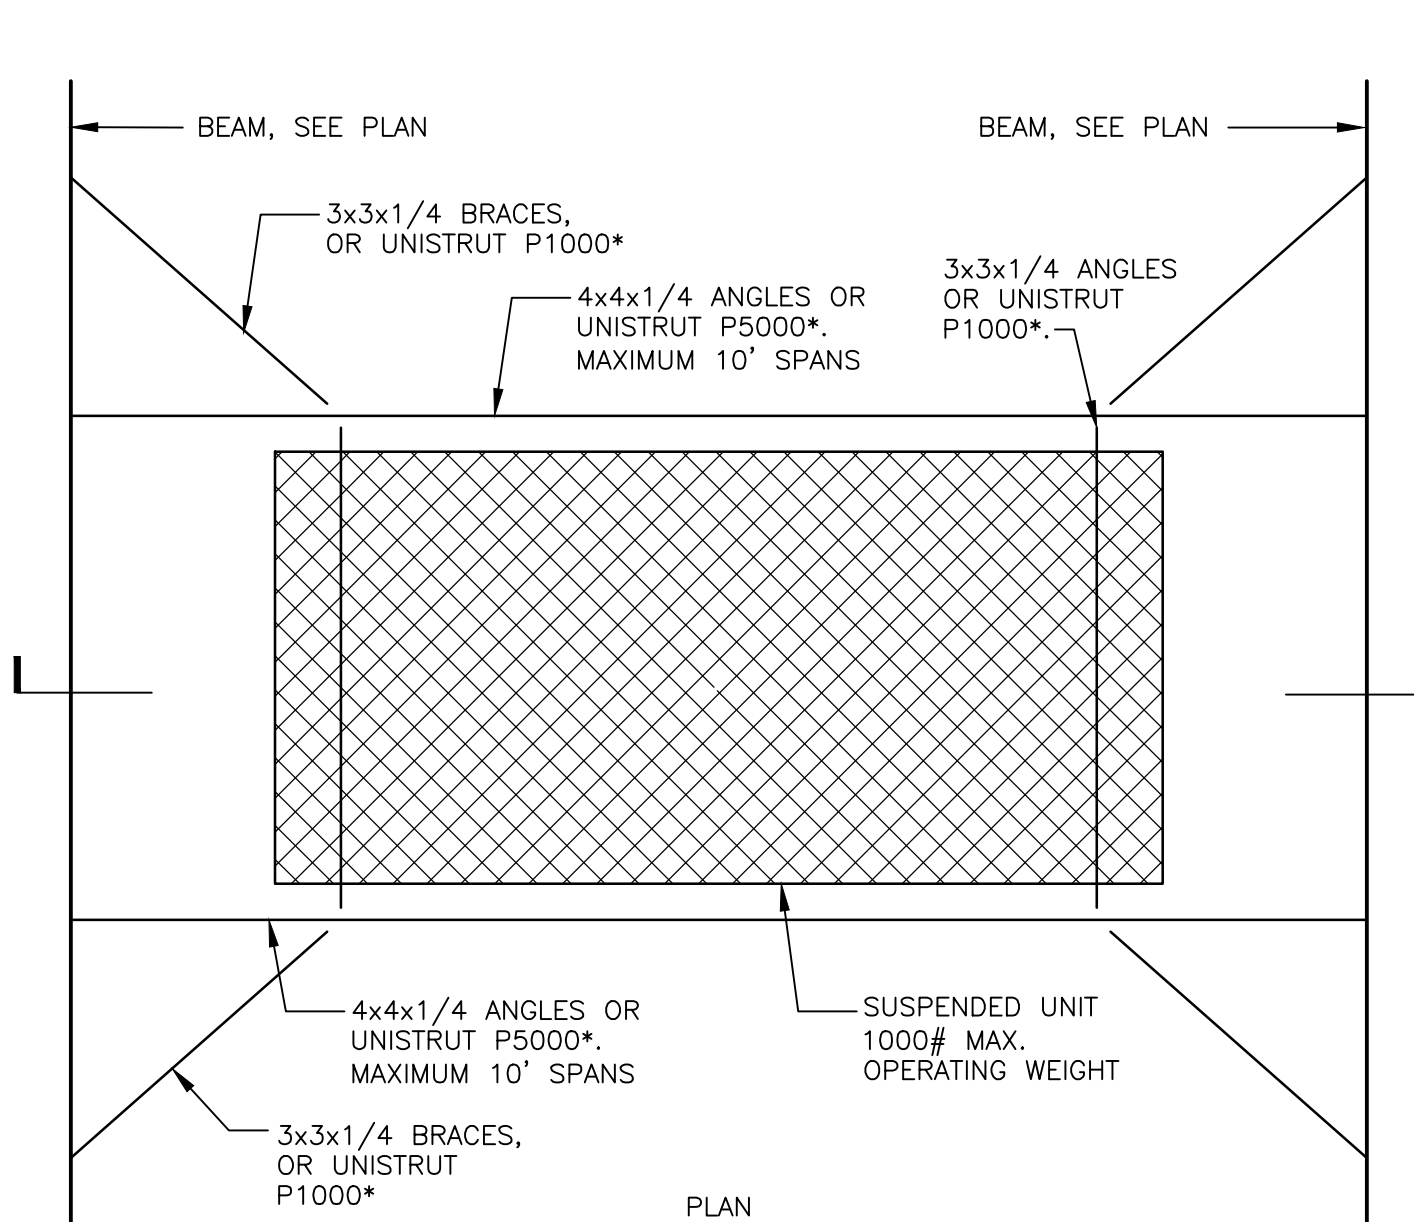 BEAM, SEE PLAN
BEAM, SEE PLAN
3x3x1/4 BRACES,
OR UNISTRUT P1000*
4x4x1/4 ANGLES OR
UNISTRUT P5000*.
MAXIMUM 10' SPANS
3x3x1/4 ANGLES
OR UNISTRUT
P1000*.
4x4x1/4 ANGLES OR
UNISTRUT P5000*.
MAXIMUM 10' SPANS
SUSPENDED UNIT
1000# MAX.
OPERATING WEIGHT
3x3x1/4 BRACES,
OR UNISTRUT
P1000*
PLAN